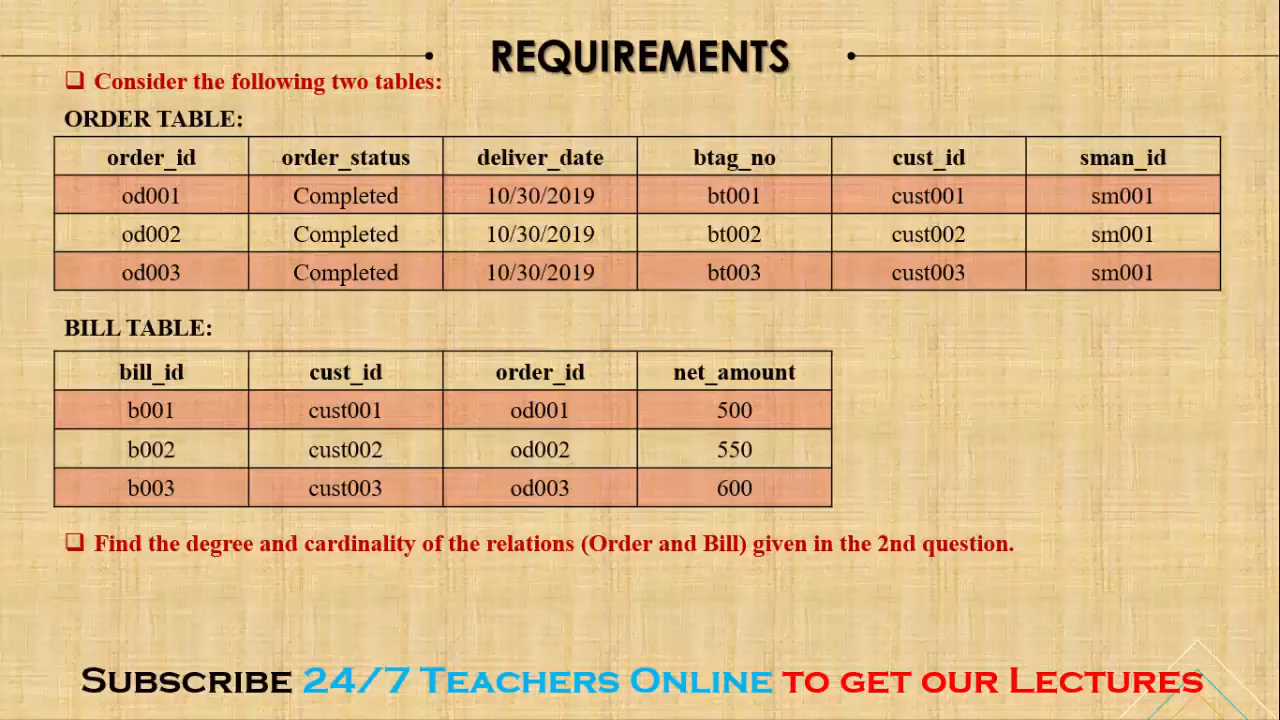 REQUIREMENTS
❑ Consider the following two tables:
ORDER TABLE:
order_id order_status deliver_date btag_no cust_id sman_id
od001 Completed 10/30/2019 bt001 cust001 sm001
od002 Completed 10/30/2019 bt002 cust002 sm001
od003 Completed 10/30/2019 bt003 cust003 sm001
BILL TABLE:
bill_id cust_id order_id net_amount
b001 cust001 od001 500
b002 cust002 od002 550
b003 cust003 od003 600
❑ Find the degree and cardinality of the relations (Order and Bill) given in the 2nd question.
SUBSCRIBE 24/7 TEACHERS ONLINE TO GET OUR LECTURES